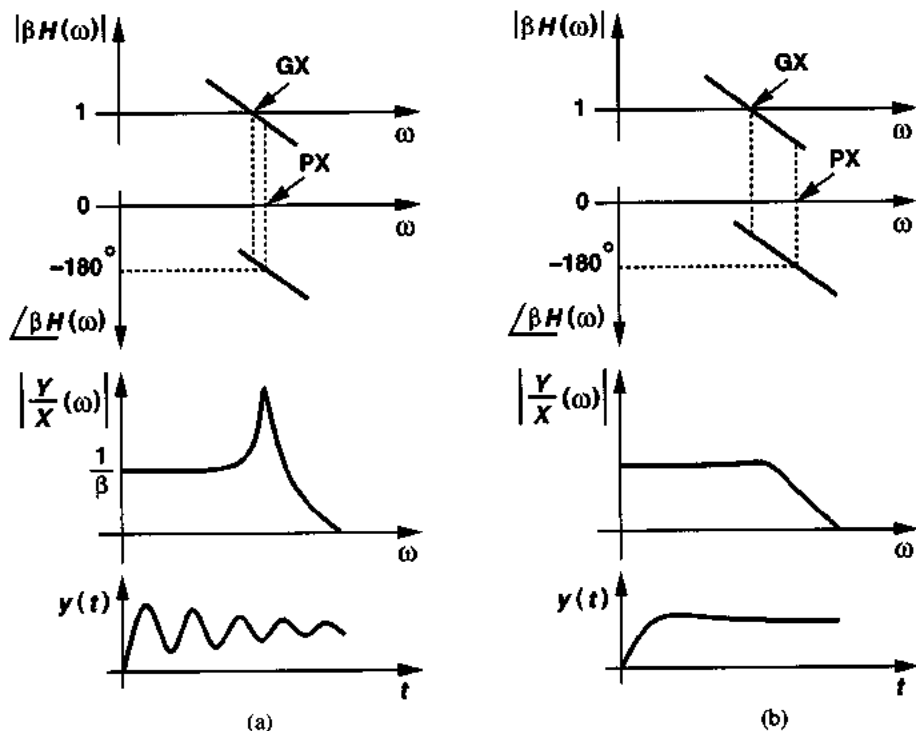 |βH(ω)|
GX
1
ω
PX
0
ω
−180°
∠βH(ω)
|Y/X (ω)|
1/β
ω
y(t)
t
(a)
|βH(ω)|
GX
1
ω
PX
0
ω
−180°
∠βH(ω)
|Y/X (ω)|
ω
y(t)
t
(b)